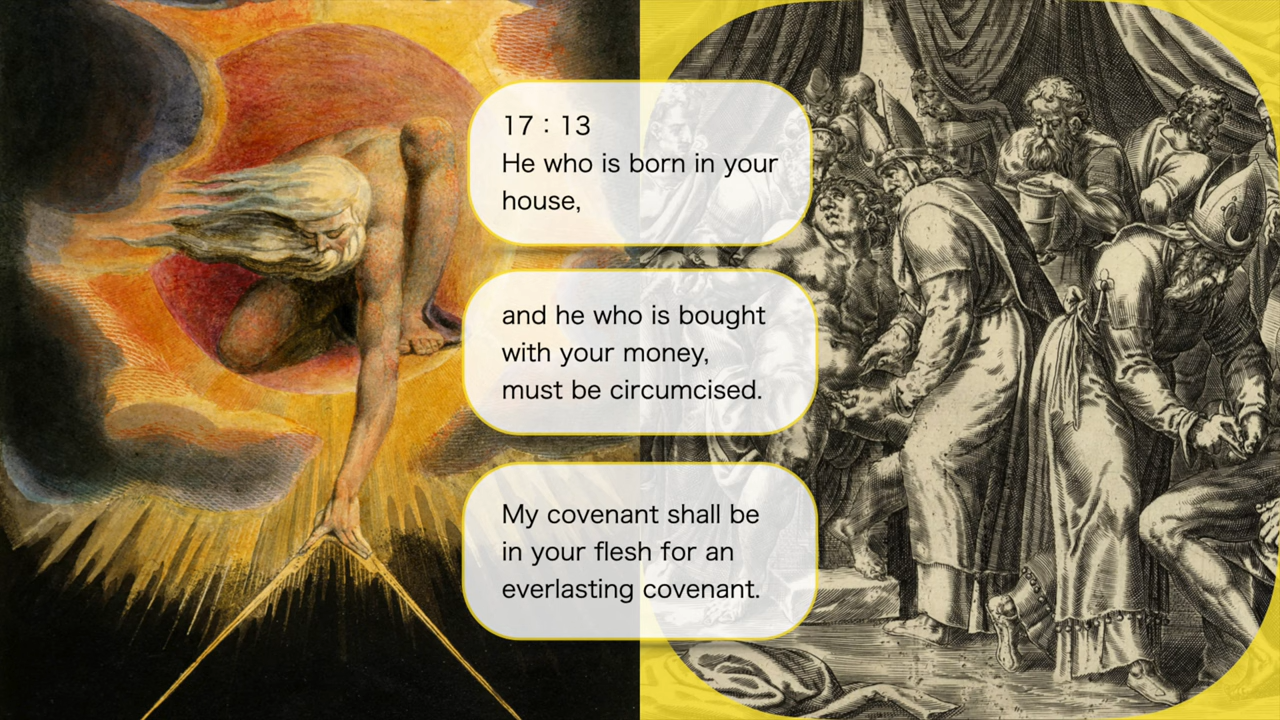 17 : 13
He who is born in your
house,
and he who is bought
with your money,
must be circumcised.
My covenant shall be
in your flesh for an
everlasting covenant.